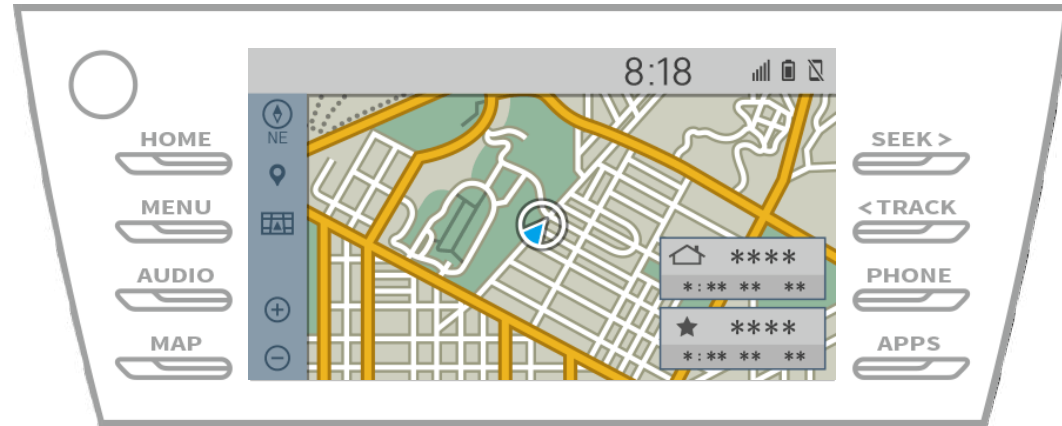 8:18
NE
HOME
MENU
AUDIO
MAP
SEEK >
< TRACK
PHONE
APPS
****
*:** ** **
****
*:** ** **